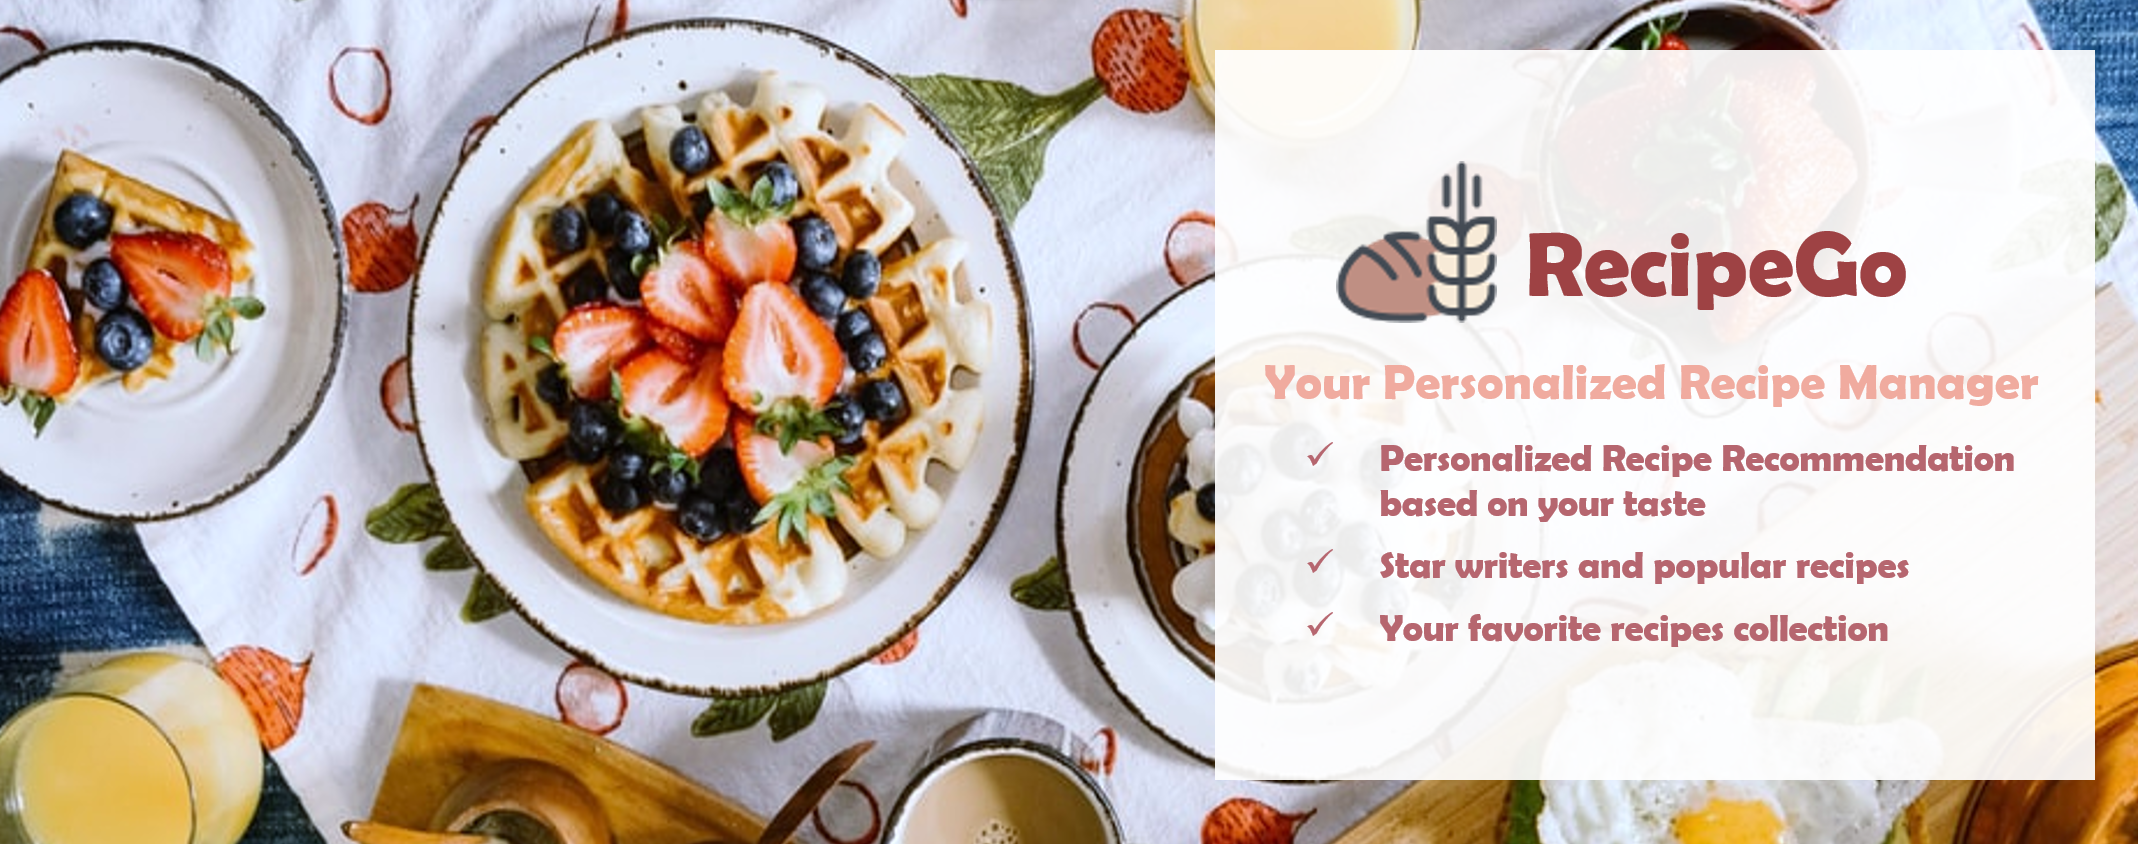 RecipeGo
Your Personalized Recipe Manager
✓ Personalized Recipe Recommendation
based on your taste
✓ Star writers and popular recipes
✓ Your favorite recipes collection